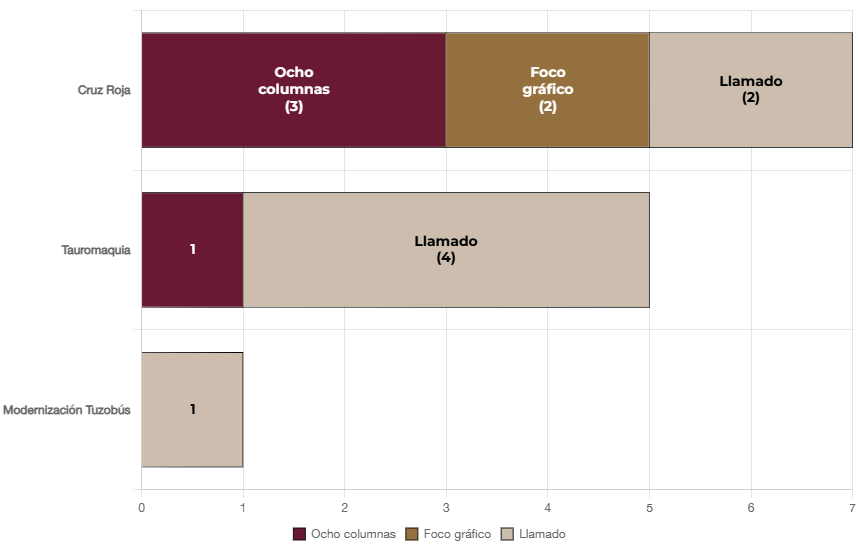 Cruz Roja
Ocho
columnas
(3)
Foco
gráfico
(2)
Llamado
(2)
Tauromaquia
1
Llamado
(4)
Modernización Tuzobús
1
0 1 2 3 4 5 6 7
Ocho columnas Foco gráfico Llamado